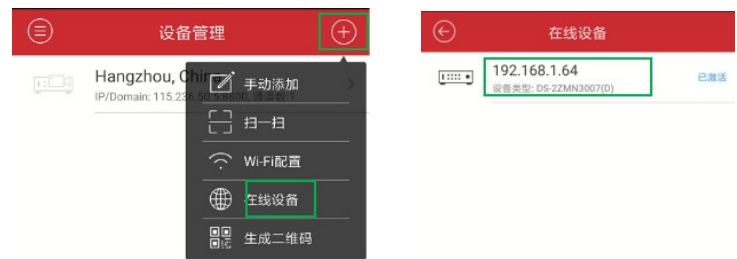 设备管理
Hangzhou, China
IP/Domain: 115.236.50.5:8800,
手动添加
扫一扫
Wi-Fi配置
在线设备
生成二维码
在线设备
192.168.1.64
设备类型: DS-2ZMN3007(D)
已激活